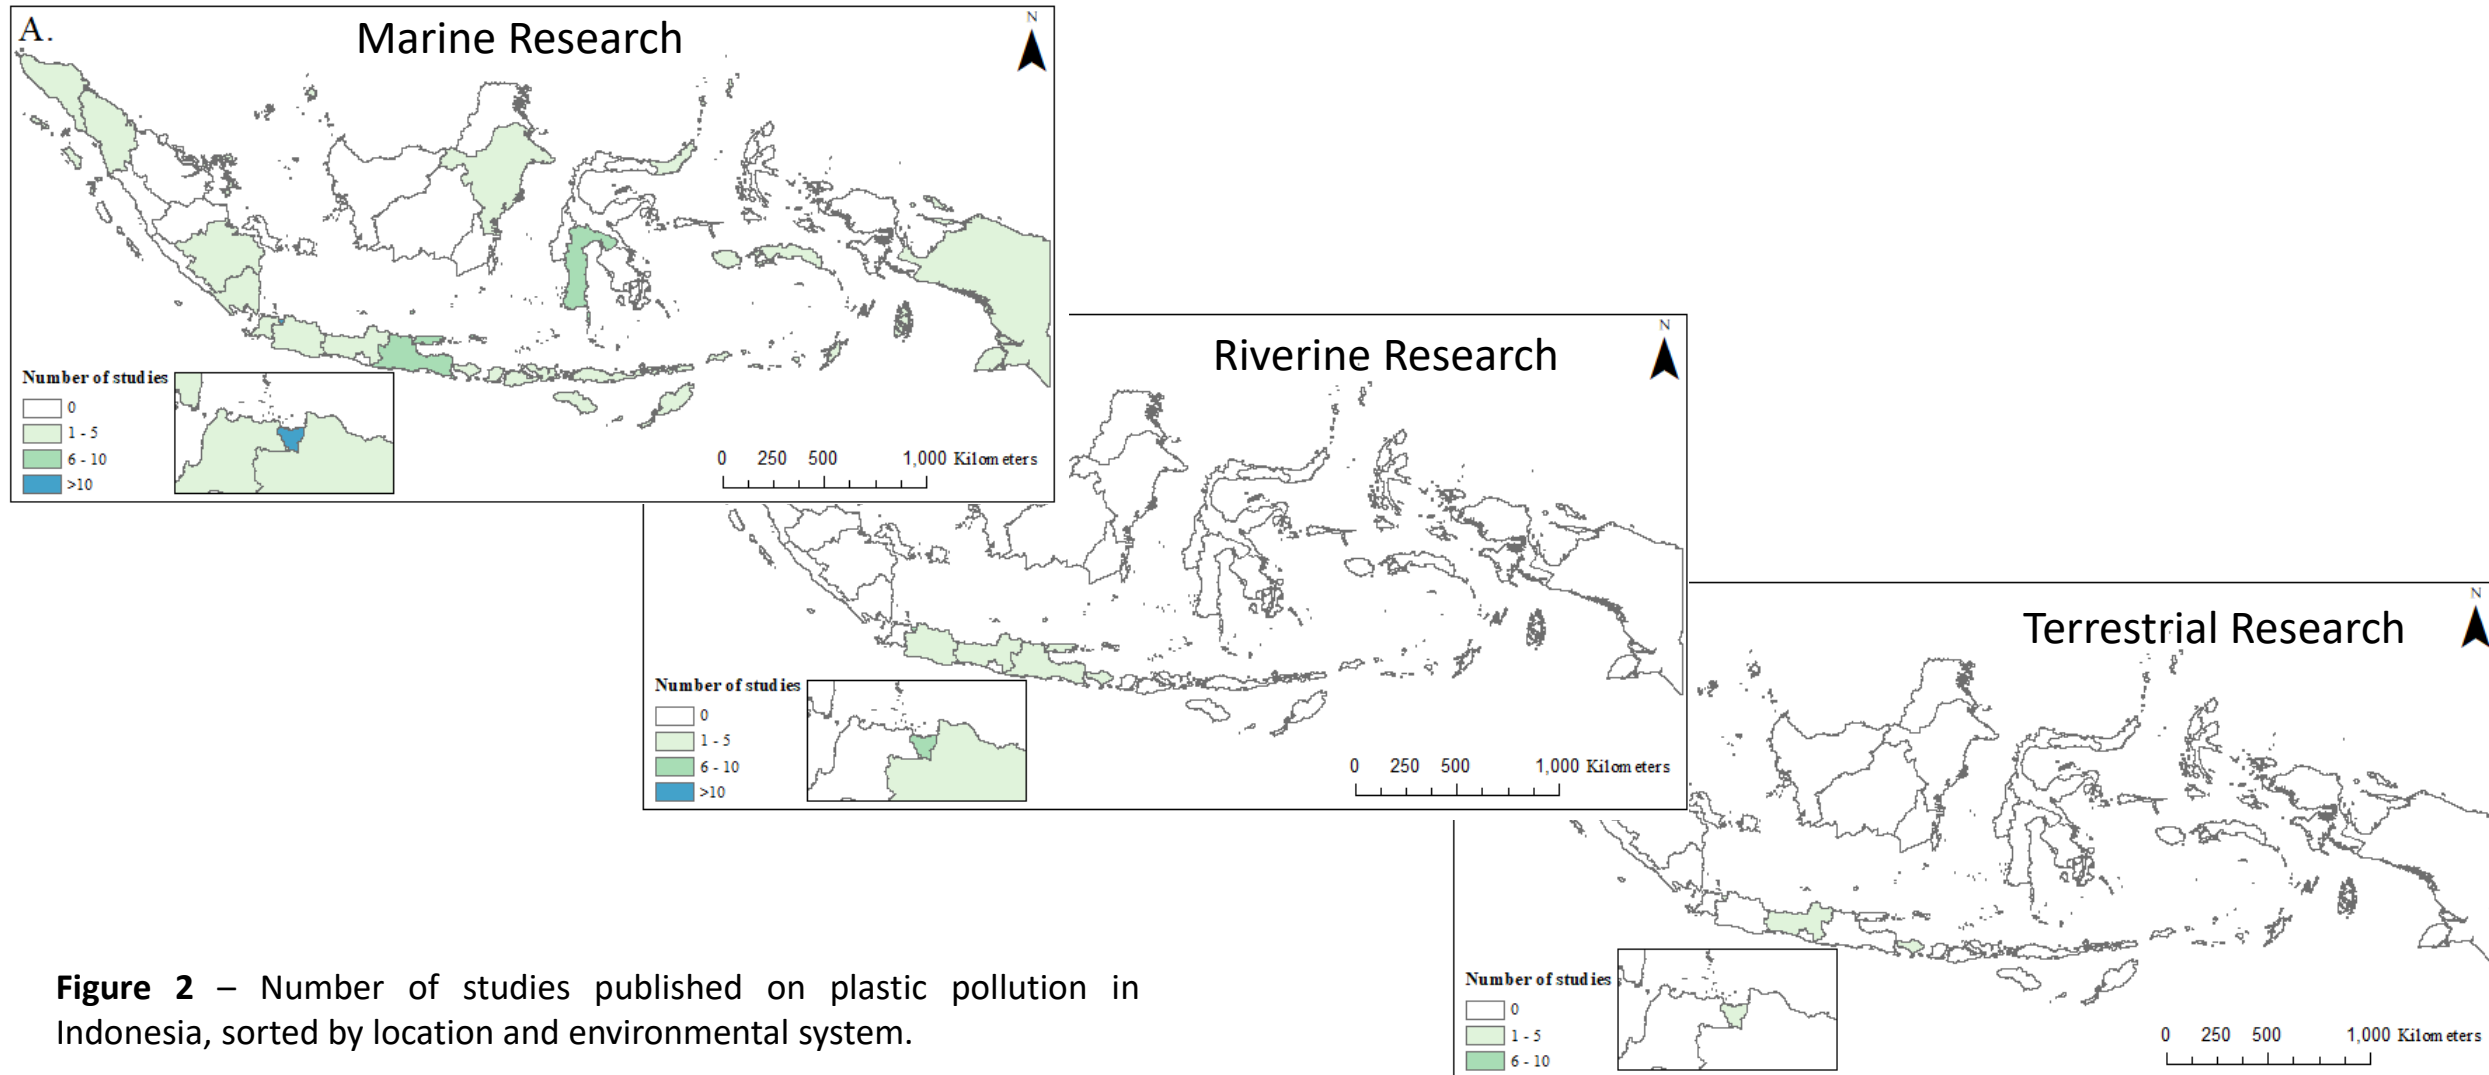 A.
Marine Research
N
Number of studies
0
1 - 5
6 - 10
>10
0 250 500 1,000 Kilometers
Riverine Research
N
Number of studies
0
1 - 5
6 - 10
>10
0 250 500 1,000 Kilometers
Terrestrial Research
N
Number of studies
0
1 - 5
6 - 10
0 250 500 1,000 Kilometers
Figure 2 – Number of studies published on plastic pollution in
Indonesia, sorted by location and environmental system.